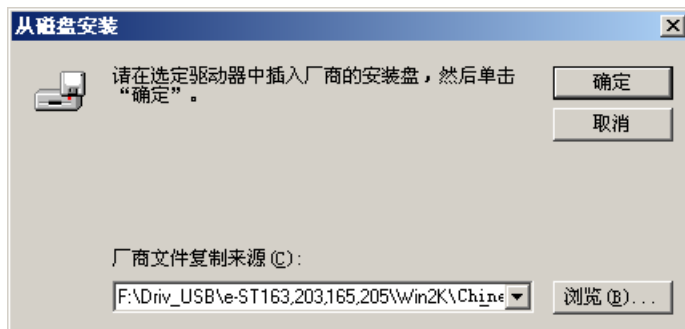 从磁盘安装
请在选定驱动器中插入厂商的安装盘，然后单击
“确定”。
确定
取消
厂商文件复制来源(C):
F:\Driv_USB\e-ST163,203,165,205\Win2K\Chine
浏览(B)...